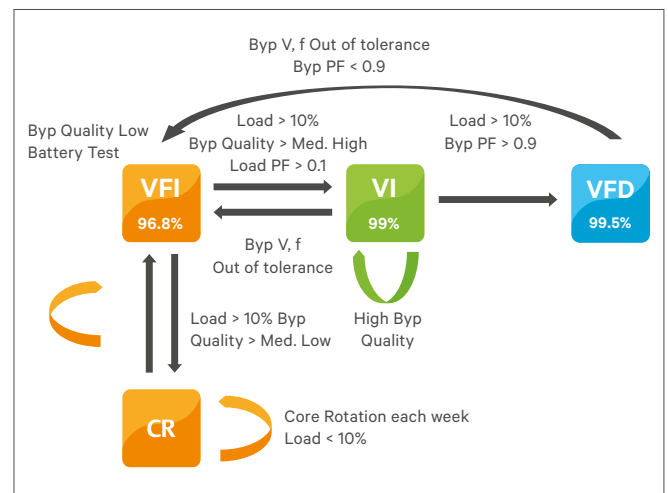 Byp V, f Out of tolerance
Byp PF < 0.9
Byp Quality Low
Battery Test
Load > 10%
Byp Quality > Med. High
Load PF > 0.1
Load > 10%
Byp PF > 0.9
VFI
96.8%
VI
99%
VFD
99.5%
Byp V, f
Out of tolerance
Load > 10% Byp
Quality > Med. Low
High Byp
Quality
CR
Core Rotation each week
Load < 10%